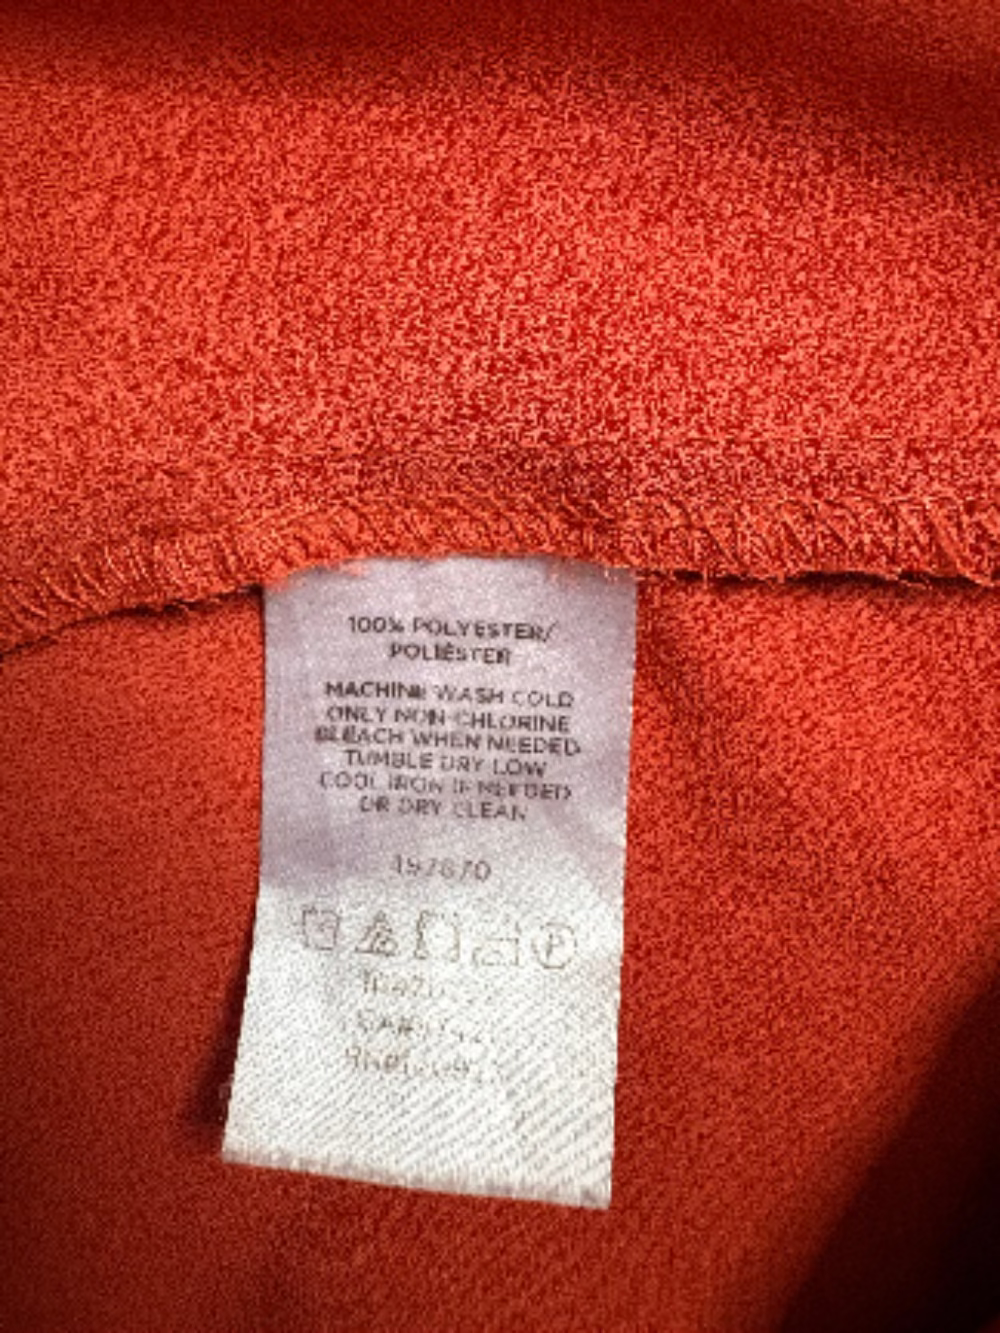 100% POLYESTER/
POLIÉSTER
MACHINE WASH COLD
ONLY NON-CHLORINE
BLEACH WHEN NEEDED
TUMBLE DRY LOW
COOL IRON IF NEEDED
OR DRY CLEAN
P